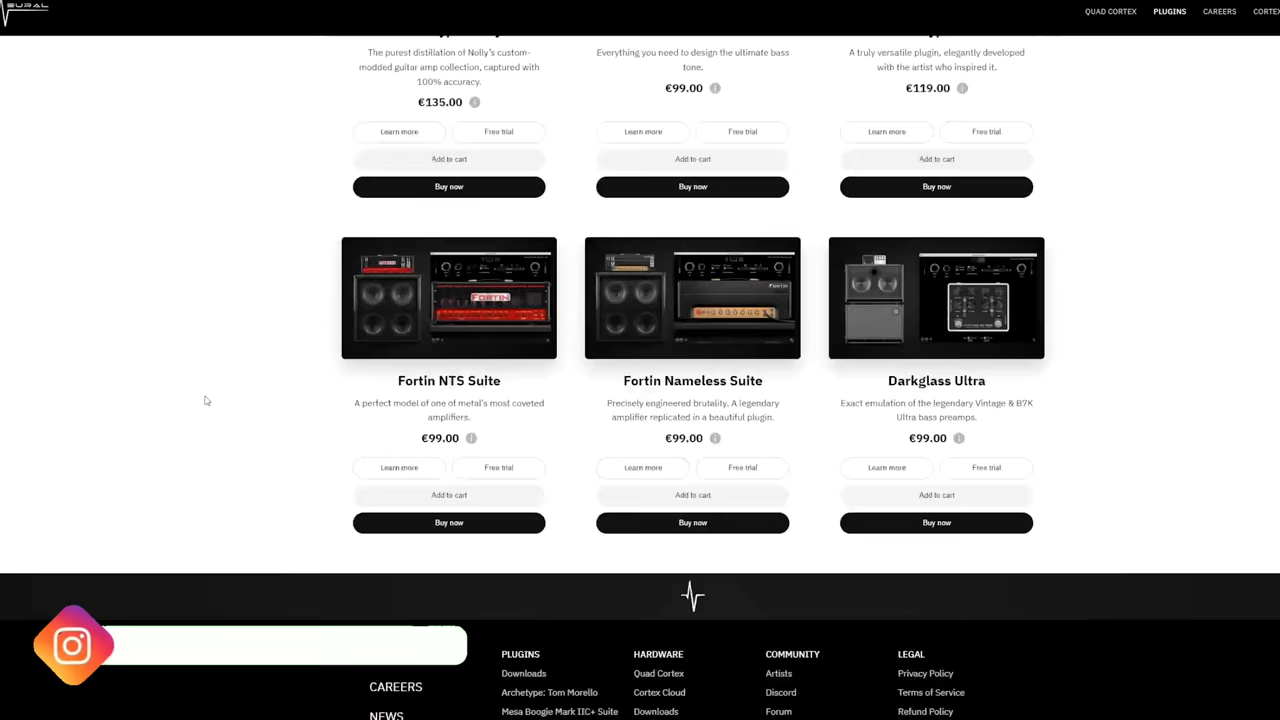 QUAD CORTEX PLUGINS CAREERS CORTEX
The purest distillation of Nolly's custom-
modded guitar amp collection, captured with
100% accuracy.
€135.00
Learn more Free trial
Add to cart
Buy now
Everything you need to design the ultimate bass
tone.
€99.00
Learn more Free trial
Add to cart
Buy now
A truly versatile plugin, elegantly developed
with the artist who inspired it.
€119.00
Learn more Free trial
Add to cart
Buy now
FORTIN
FORTIN
Fortin NTS Suite
A perfect model of one of metal's most coveted
amplifiers.
€99.00
Learn more Free trial
Add to cart
Buy now
Fortin
Fortin Nameless Suite
Precisely engineered brutality. A legendary
amplifier replicated in a beautiful plugin.
€99.00
Learn more Free trial
Add to cart
Buy now
Darkglass Ultra
Exact emulation of the legendary Vintage & B7K
Ultra bass preamps.
€99.00
Learn more Free trial
Add to cart
Buy now
CAREERS
NEWS
PLUGINS
Downloads
Archetype: Tom Morello
Mesa Boogie Mark IIC+ Suite
HARDWARE
Quad Cortex
Cortex Cloud
Downloads
COMMUNITY
Artists
Discord
Forum
LEGAL
Privacy Policy
Terms of Service
Refund Policy